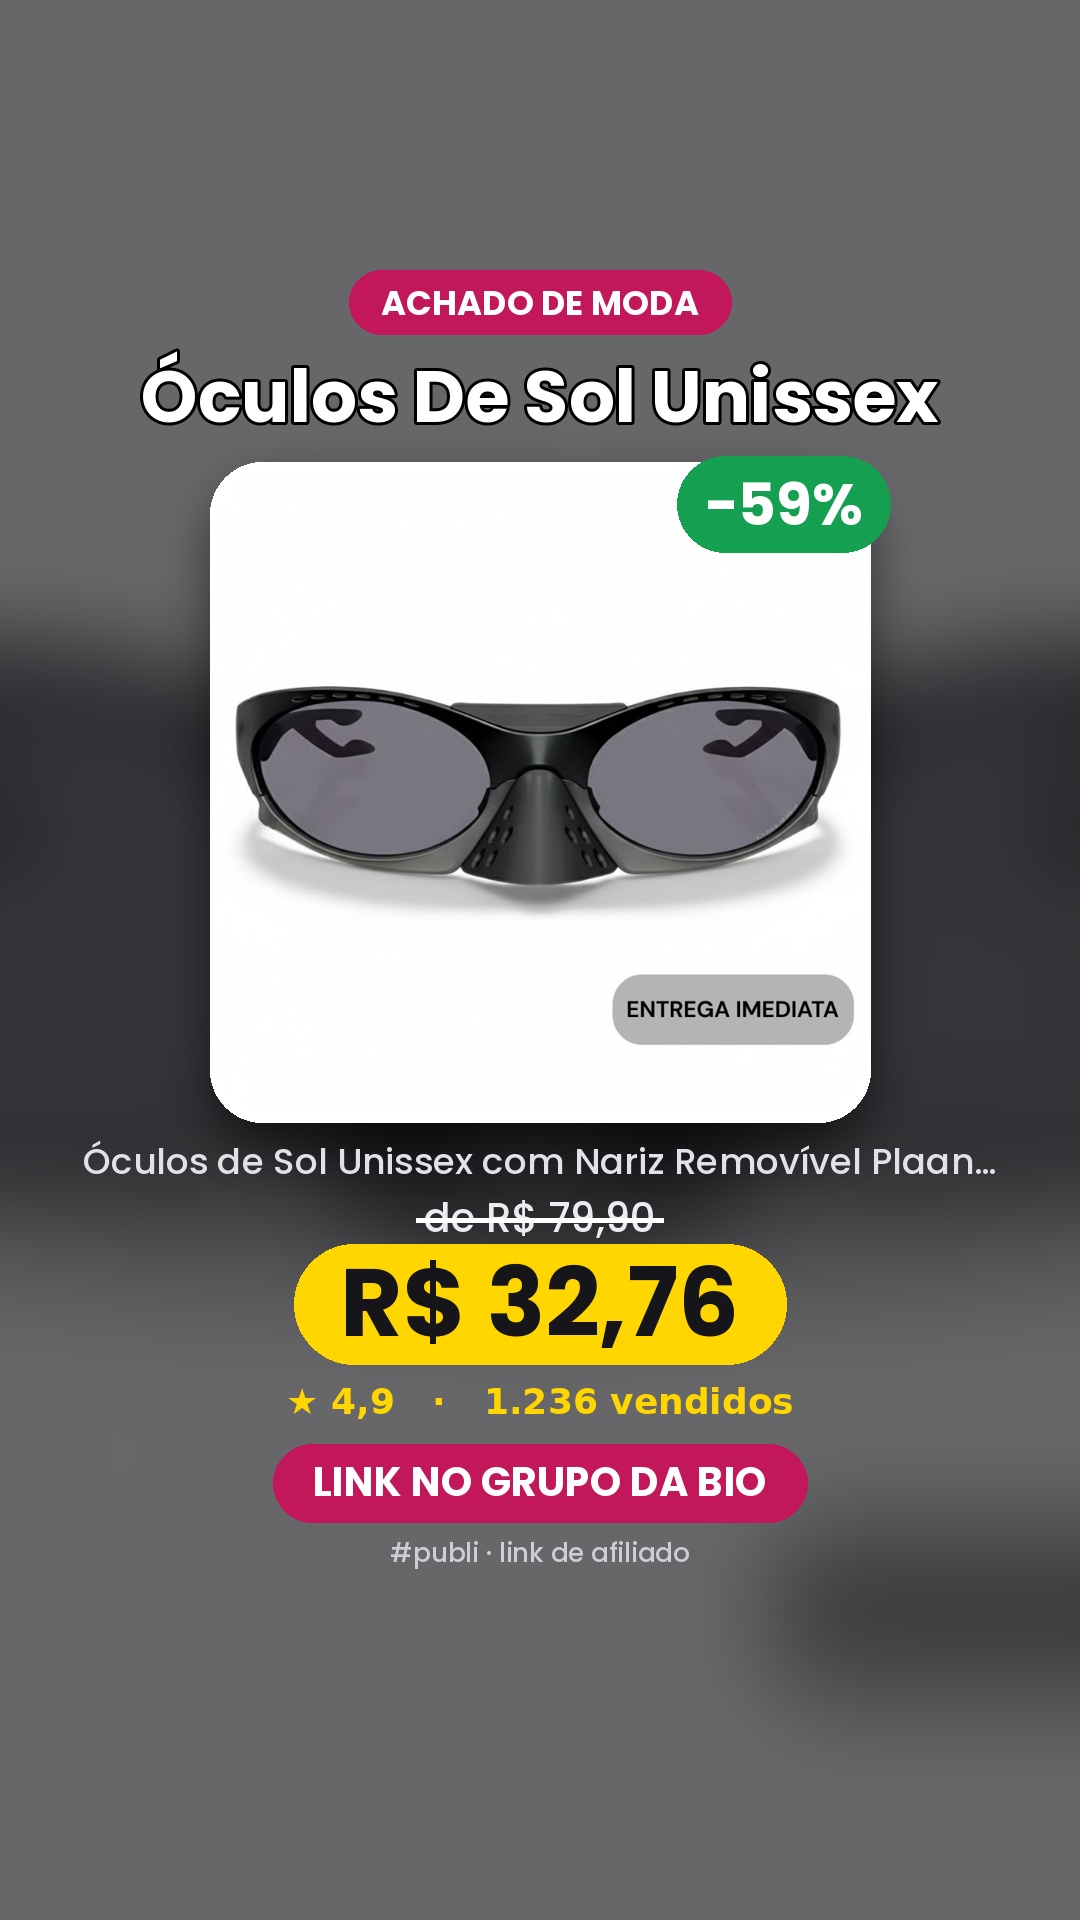 ACHADO DE MODA
Óculos De Sol Unissex
-59%
ENTREGA IMEDIATA
Óculos de Sol Unissex com Nariz Removível Plaan...
de R$ 79,90
R$ 32,76
★ 4,9 · 1.236 vendidos
LINK NO GRUPO DA BIO
#publi · link de afiliado